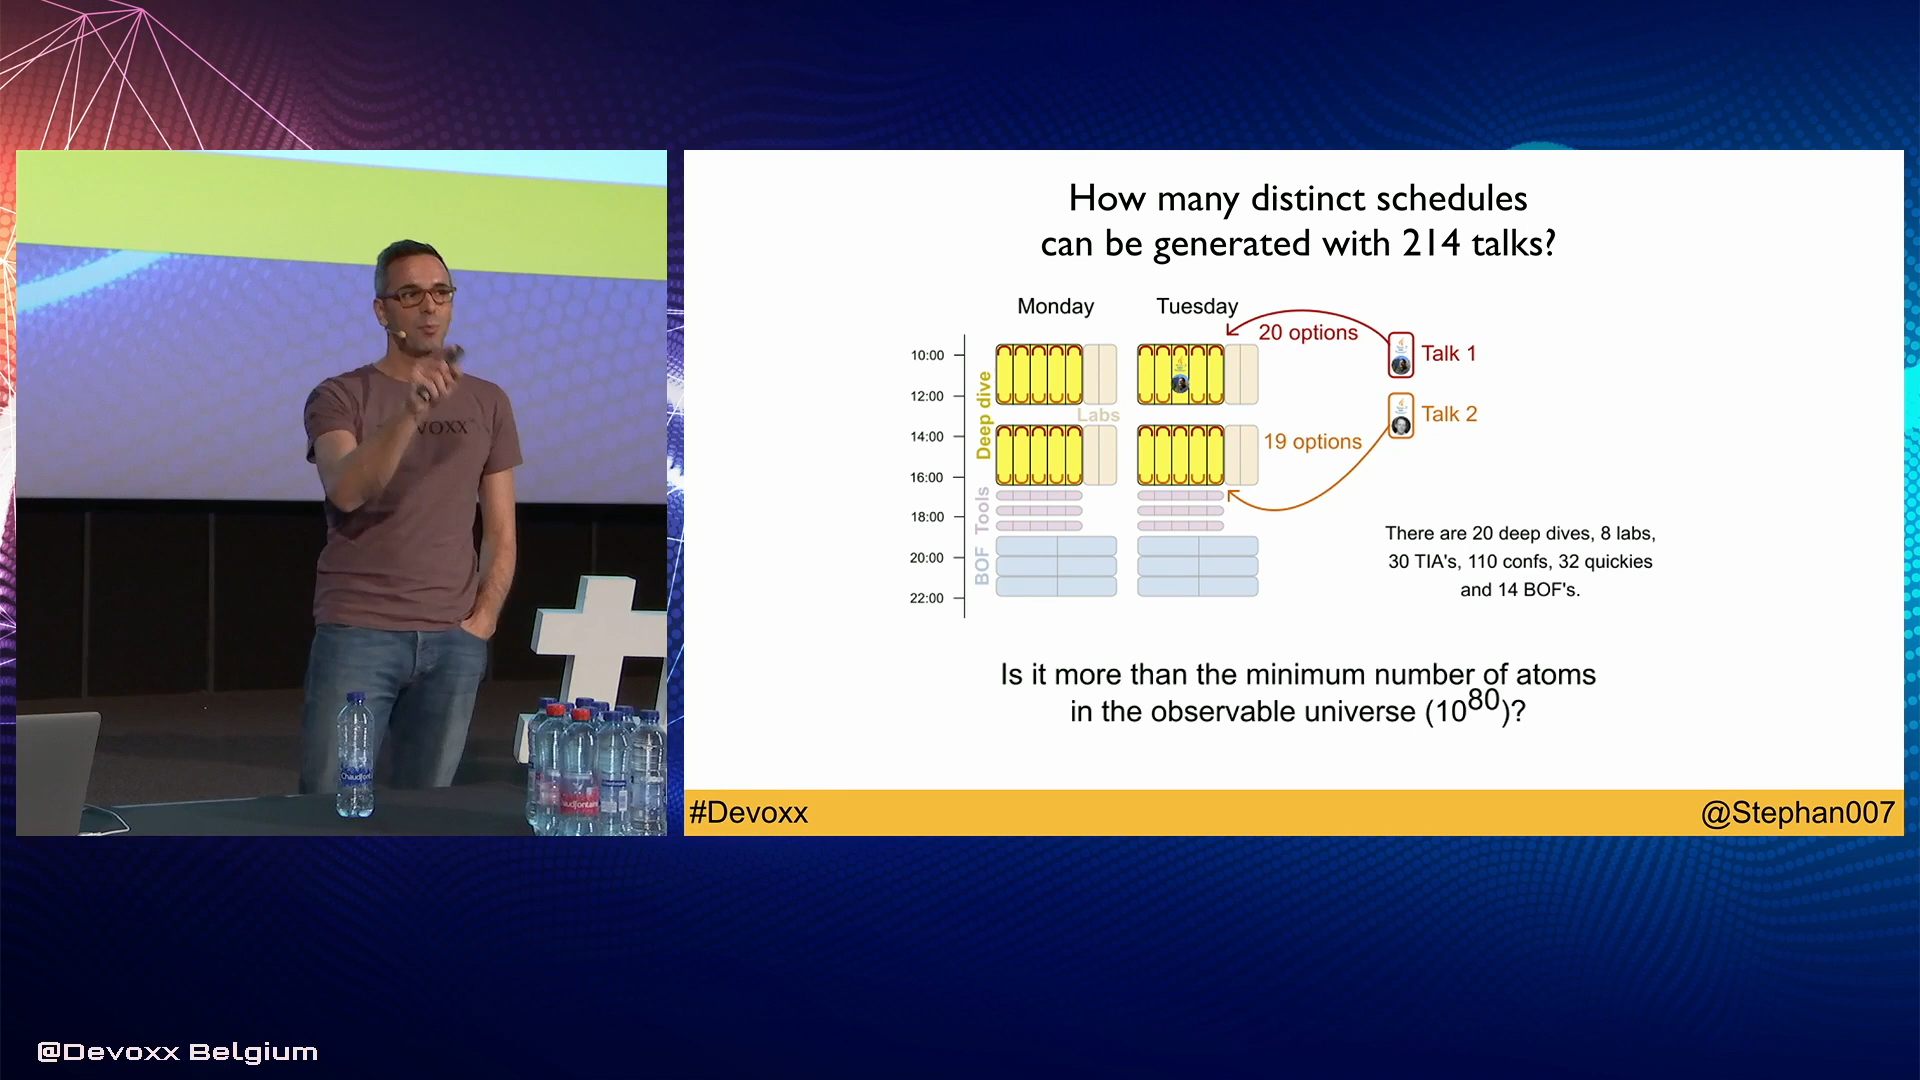 How many distinct schedules
can be generated with 214 talks?
Monday
Tuesday
20 options
Talk 1
10:00
12:00
14:00
16:00
18:00
20:00
22:00
Deep dive
Labs
Tools
BOF
19 options
Talk 2
There are 20 deep dives, 8 labs,
30 TIA's, 110 confs, 32 quickies
and 14 BOF's.
Is it more than the minimum number of atoms
in the observable universe (10^80)?
#Devoxx
@Stephan007
VOXX
Chaudfont
@Devoxx Belgium